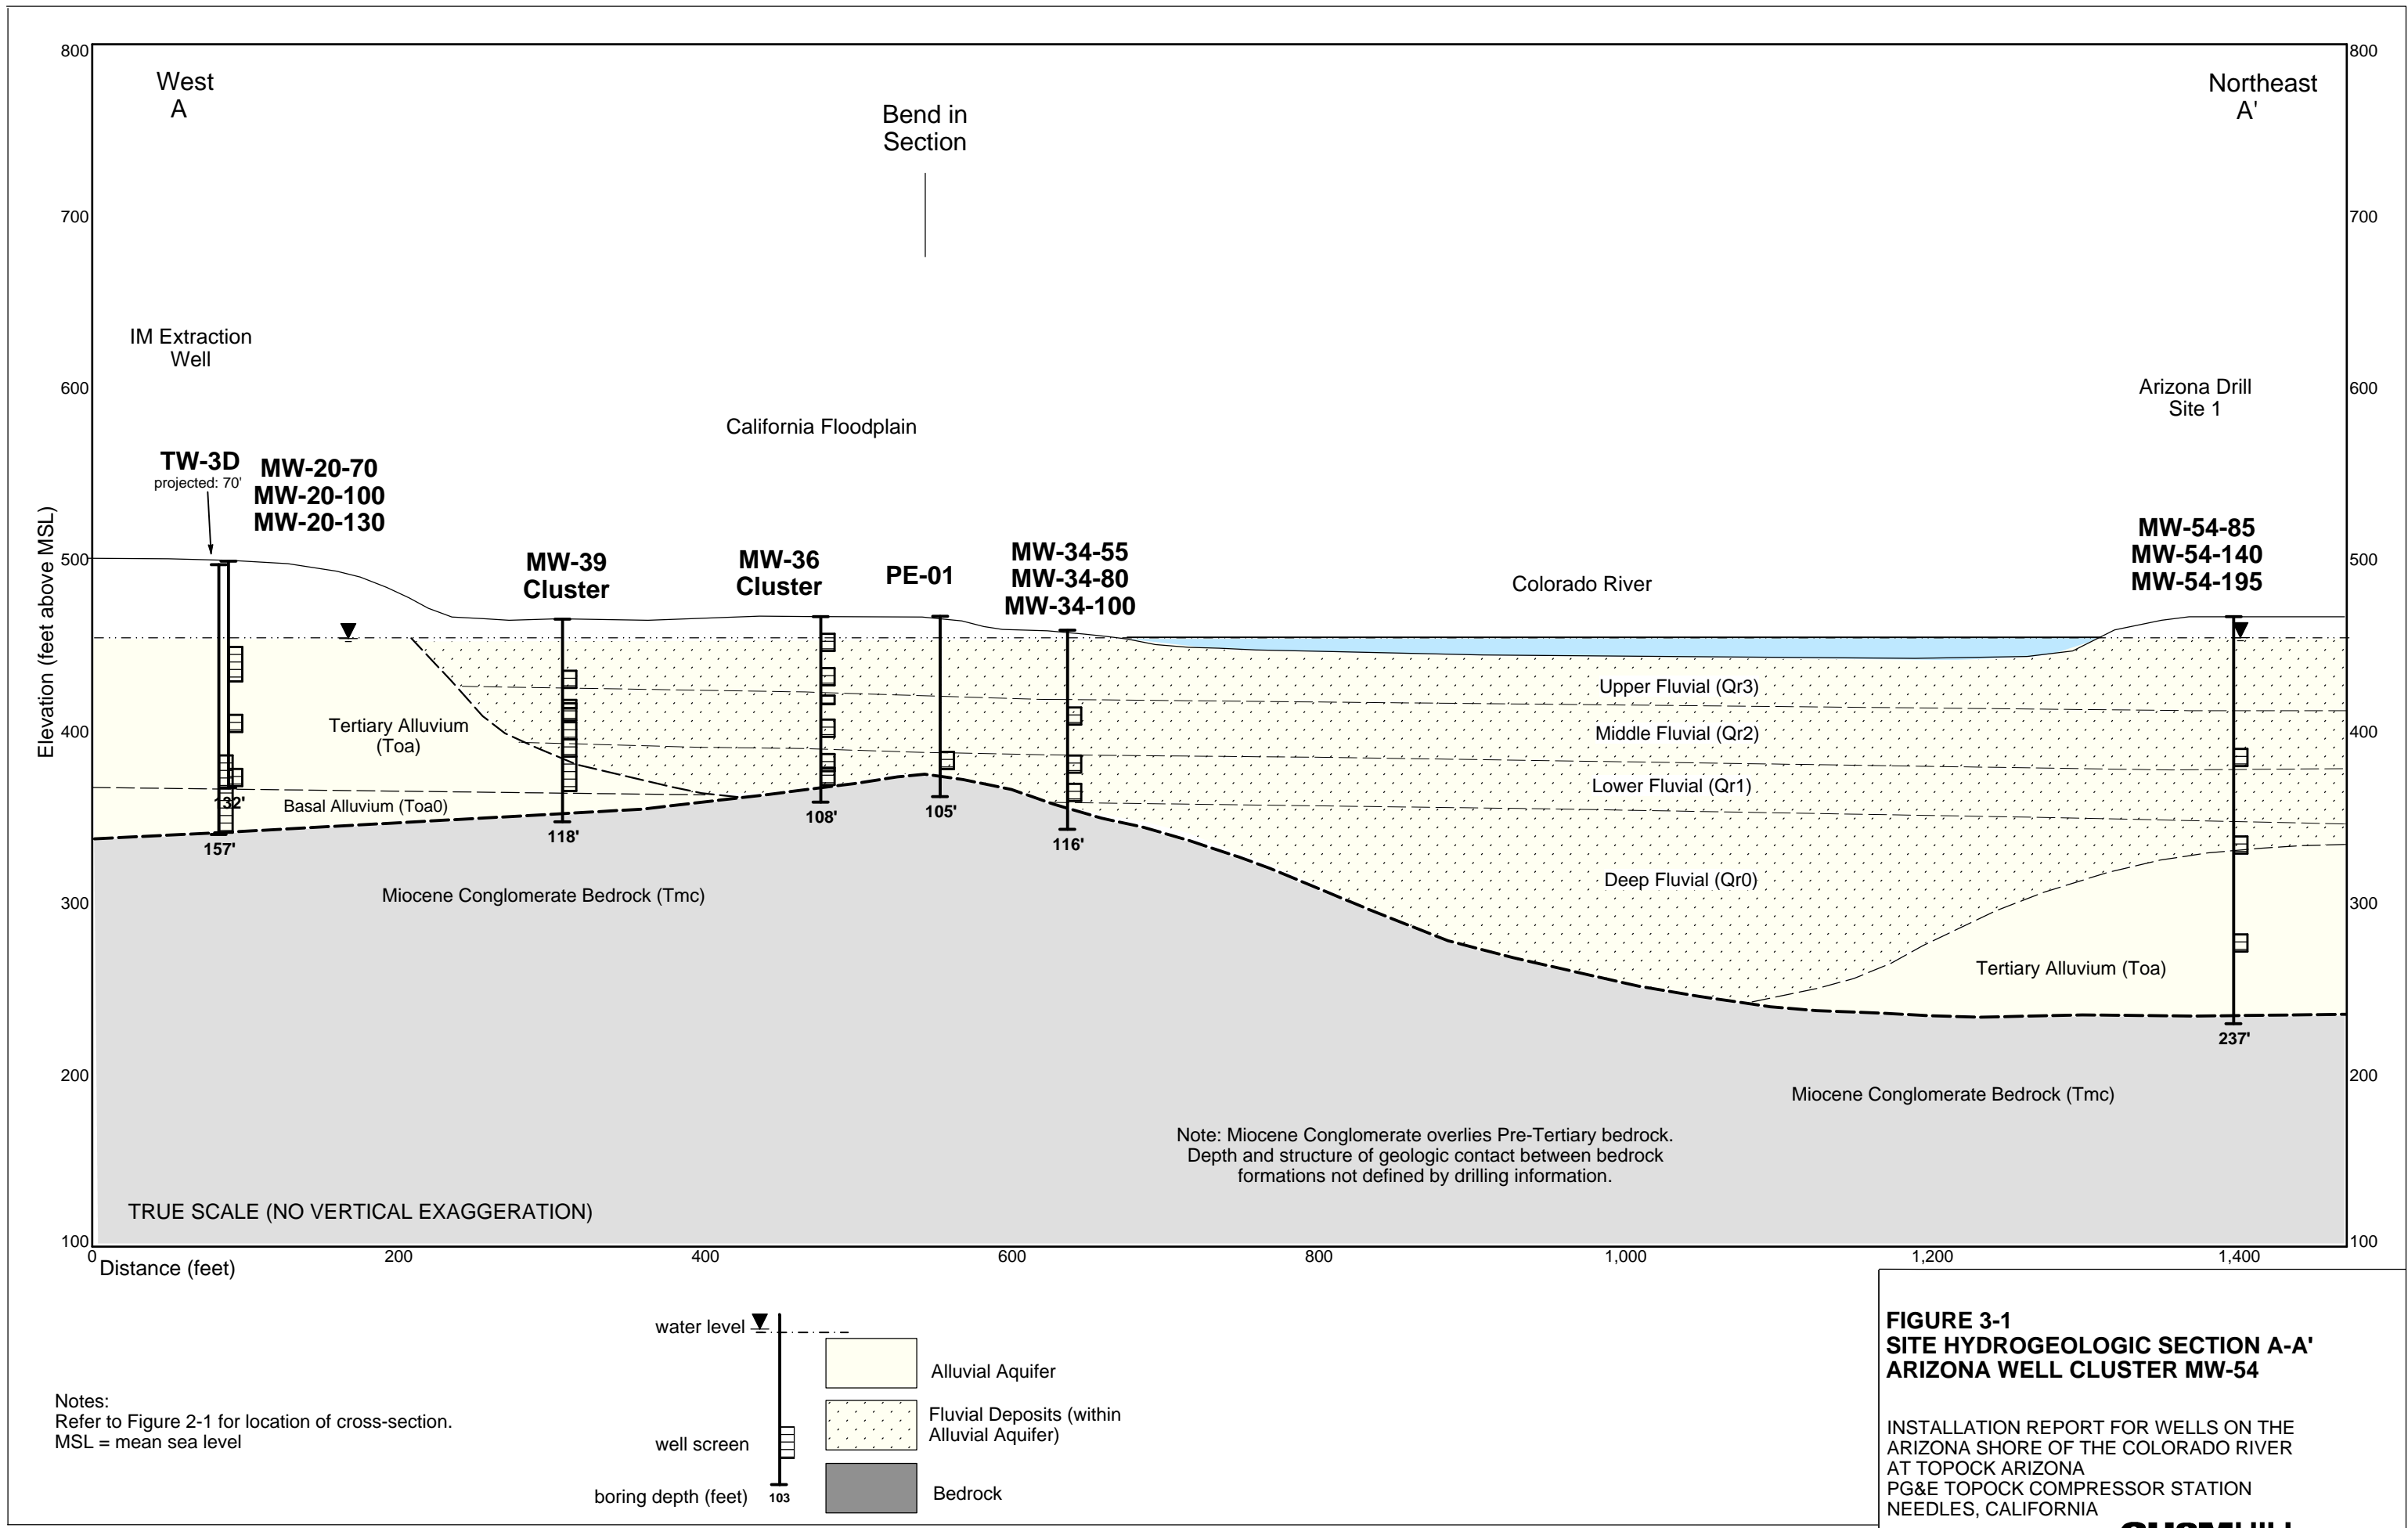 800
800
West
A
Northeast
A'
Bend in
Section
700
700
IM Extraction
Well
600
600
Arizona Drill
Site 1
California Floodplain
TW-3D
projected: 70'
MW-20-70
MW-20-100
MW-20-130
MW-39
Cluster
MW-36
Cluster
PE-01
MW-34-55
MW-34-80
MW-34-100
Colorado River
MW-54-85
MW-54-140
MW-54-195
Elevation (feet above MSL)
500
500
Upper Fluvial (Qr3)
Tertiary Alluvium
(Toa)
400
400
Middle Fluvial (Qr2)
Lower Fluvial (Qr1)
132'
Basal Alluvium (Toa0)
157'
118'
108'
105'
116'
Deep Fluvial (Qr0)
Miocene Conglomerate Bedrock (Tmc)
300
300
Tertiary Alluvium (Toa)
237'
200
200
Miocene Conglomerate Bedrock (Tmc)
Note: Miocene Conglomerate overlies Pre-Tertiary bedrock.
Depth and structure of geologic contact between bedrock
formations not defined by drilling information.
TRUE SCALE (NO VERTICAL EXAGGERATION)
100
100
0
200
400
600
800
1,000
1,200
1,400
Distance (feet)
water level
well screen
boring depth (feet)
103
Alluvial Aquifer
Fluvial Deposits (within
Alluvial Aquifer)
Bedrock
Notes:
Refer to Figure 2-1 for location of cross-section.
MSL = mean sea level
FIGURE 3-1
SITE HYDROGEOLOGIC SECTION A-A'
ARIZONA WELL CLUSTER MW-54
INSTALLATION REPORT FOR WELLS ON THE
ARIZONA SHORE OF THE COLORADO RIVER
AT TOPOCK ARIZONA
PG&E TOPOCK COMPRESSOR STATION
NEEDLES, CALIFORNIA